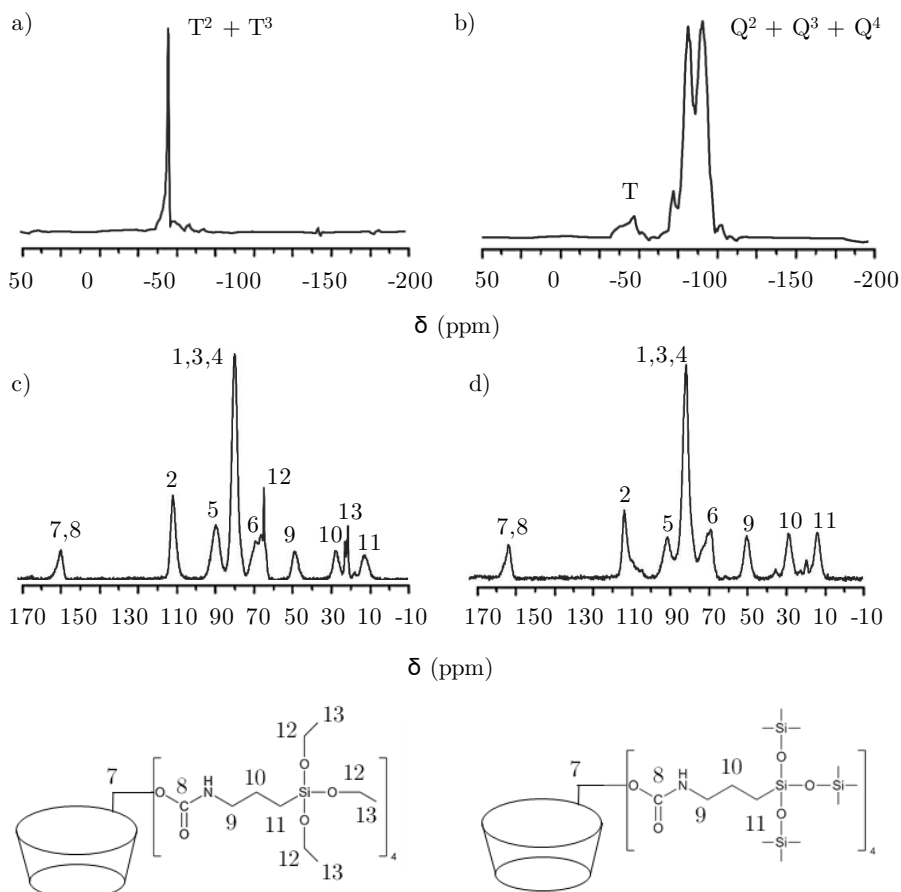 a) T² + T³
50 0 -50 -100 -150 -200
b) Q² + Q³ + Q⁴
T
50 0 -50 -100 -150 -200
δ (ppm)
c) 1,3,4
2
5
6
12
7,8
9
10
13
11
170 150 130 110 90 70 50 30 10 -10
d) 1,3,4
2
5
6
7,8
9
10
11
170 150 130 110 90 70 50 30 10 -10
δ (ppm)
7
8
O C O
H
N
9
10
11
Si
O
12 13
O
12
13
O
12 13
4
7
8
O C O
H
N
9
10
11
Si
O
Si
O
Si
O
Si
4